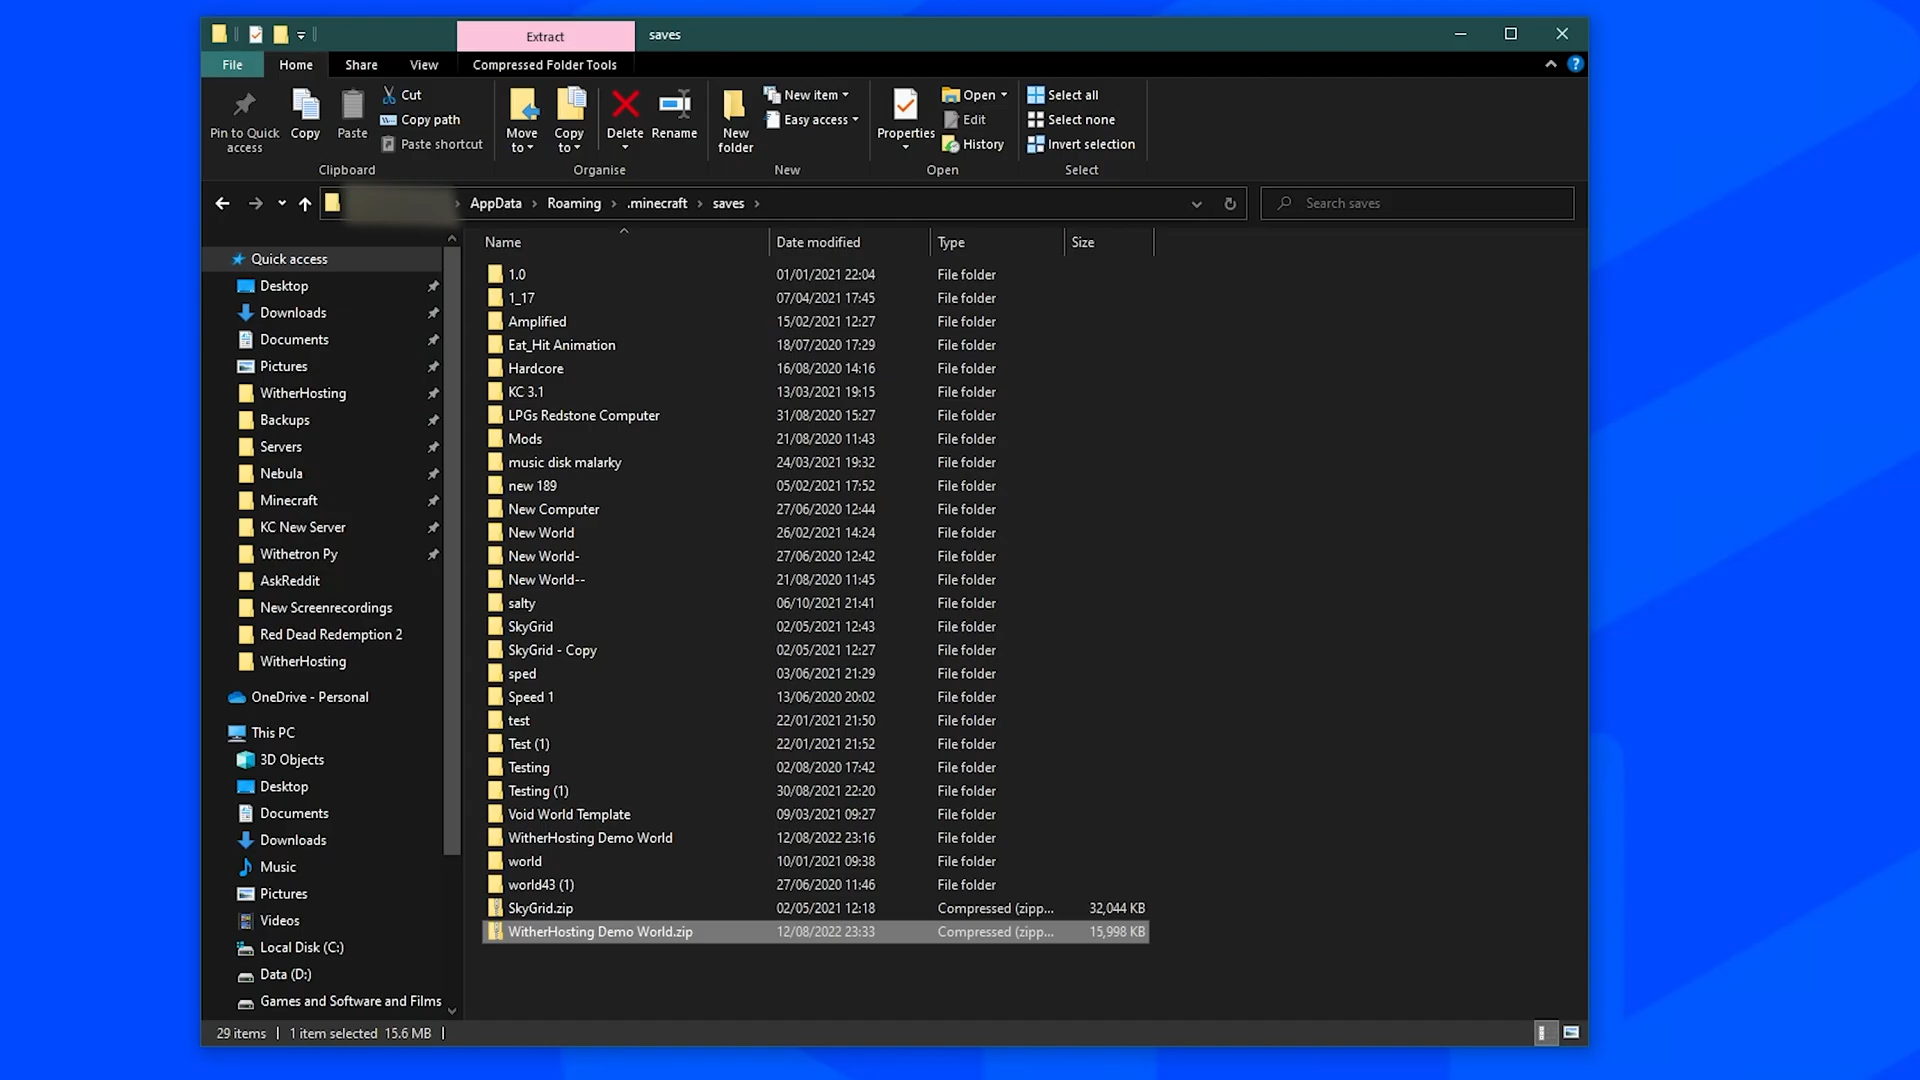 Extract saves
File Home Share View Compressed Folder Tools
Pin to Quick access
Copy
Paste
Cut
Copy path
Paste shortcut
Clipboard
Move to
Copy to
Delete
Rename
Organise
New folder
New item
Easy access
New
Properties
Open
Edit
History
Open
Select all
Select none
Invert selection
Select
AppData Roaming .minecraft saves
Search saves
Quick access
Desktop
Downloads
Documents
Pictures
WitherHosting
Backups
Servers
Nebula
Minecraft
KC New Server
Withetron Py
AskReddit
New Screenrecordings
Red Dead Redemption 2
WitherHosting
OneDrive - Personal
This PC
3D Objects
Desktop
Documents
Downloads
Music
Pictures
Videos
Local Disk (C:)
Data (D:)
Games and Software and Films
Name Date modified Type Size
1.0 01/01/2021 22:04 File folder
1_17 07/04/2021 17:45 File folder
Amplified 15/02/2021 12:27 File folder
Eat_Hit Animation 18/07/2020 17:29 File folder
Hardcore 16/08/2020 14:16 File folder
KC 3.1 13/03/2021 19:15 File folder
LPGs Redstone Computer 31/08/2020 15:27 File folder
Mods 21/08/2020 11:43 File folder
music disk malarky 24/03/2021 19:32 File folder
new 189 05/02/2021 17:52 File folder
New Computer 27/06/2020 12:44 File folder
New World 26/02/2021 14:24 File folder
New World- 27/06/2020 12:42 File folder
New World-- 21/08/2020 11:45 File folder
salty 06/10/2021 21:41 File folder
SkyGrid 02/05/2021 12:43 File folder
SkyGrid - Copy 02/05/2021 12:27 File folder
sped 03/06/2021 21:29 File folder
Speed 1 13/06/2020 20:02 File folder
test 22/01/2021 21:50 File folder
Test (1) 22/01/2021 21:52 File folder
Testing 02/08/2020 17:42 File folder
Testing (1) 30/08/2021 22:20 File folder
Void World Template 09/03/2021 09:27 File folder
WitherHosting Demo World 12/08/2022 23:16 File folder
world 10/01/2021 09:38 File folder
world43 (1) 27/06/2020 11:46 File folder
SkyGrid.zip 02/05/2021 12:18 Compressed (zipp... 32,044 KB
WitherHosting Demo World.zip 12/08/2022 23:33 Compressed (zipp... 15,998 KB
29 items 1 item selected 15.6 MB